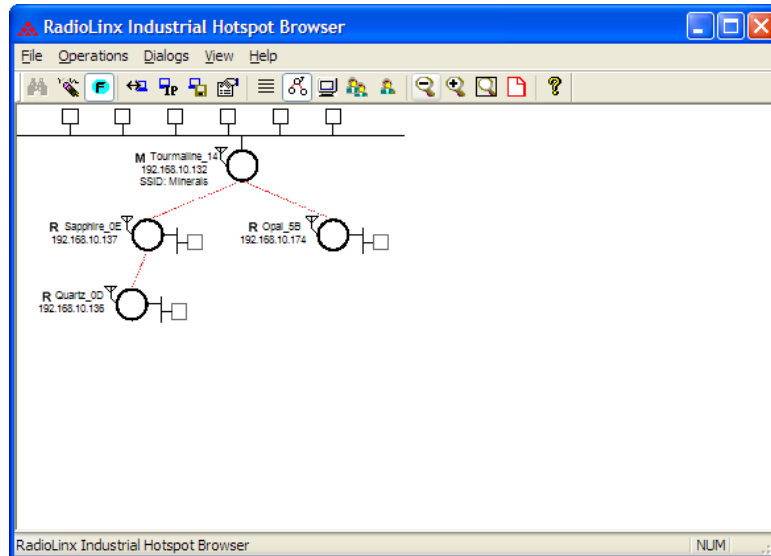 RadioLinx Industrial Hotspot Browser
File Operations Dialogs View Help
F IP ?
M Tourmaline_14
192.168.10.132
SSID: Minerals
R Sapphire_0E
192.168.10.137
R Opal_5B
192.168.10.174
R Quartz_0D
192.168.10.136
RadioLinx Industrial Hotspot Browser NUM